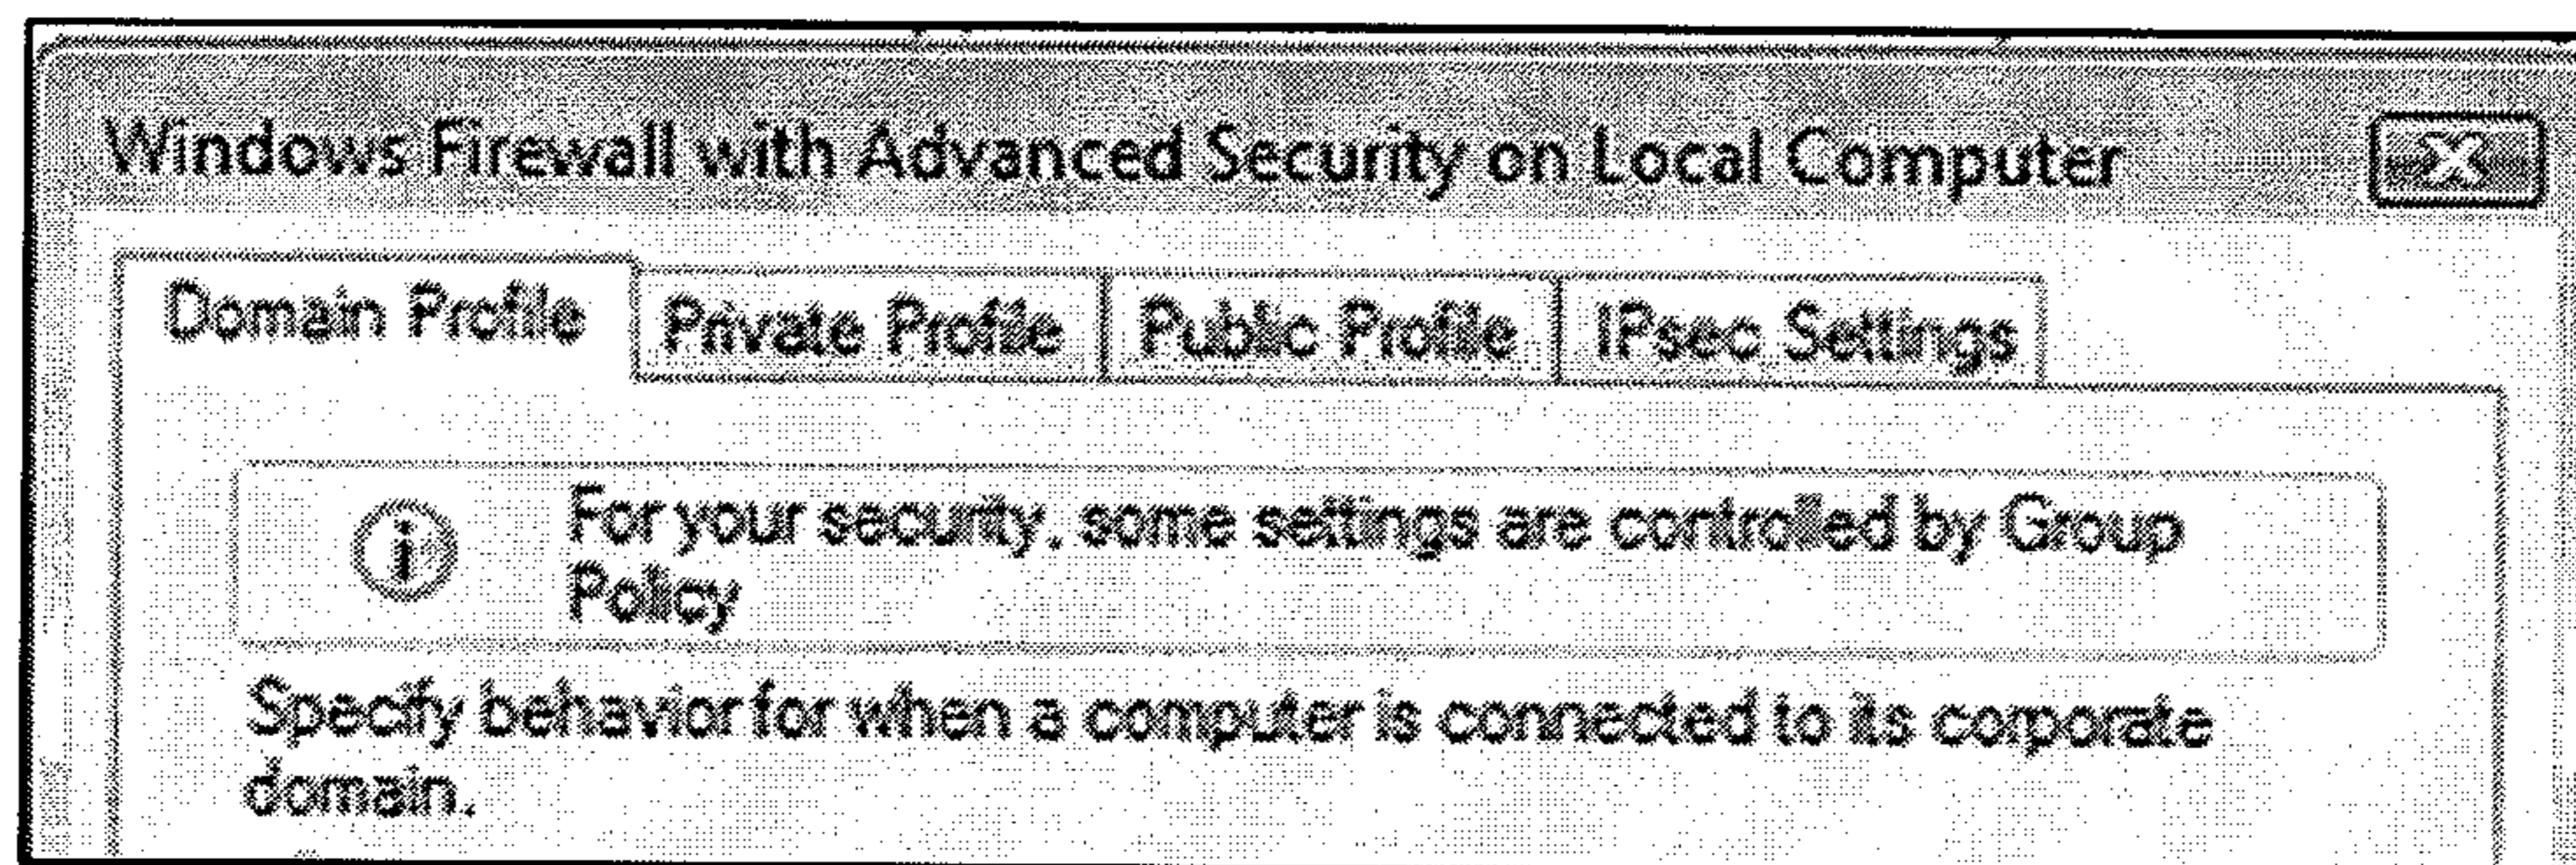 Windows Firewall with Advanced Security on Local Computer
Domain Profile Private Profile Public Profile IPsec Settings
For your security, some settings are controlled by Group
Policy
Specify behavior for when a computer is connected to its corporate
domain.